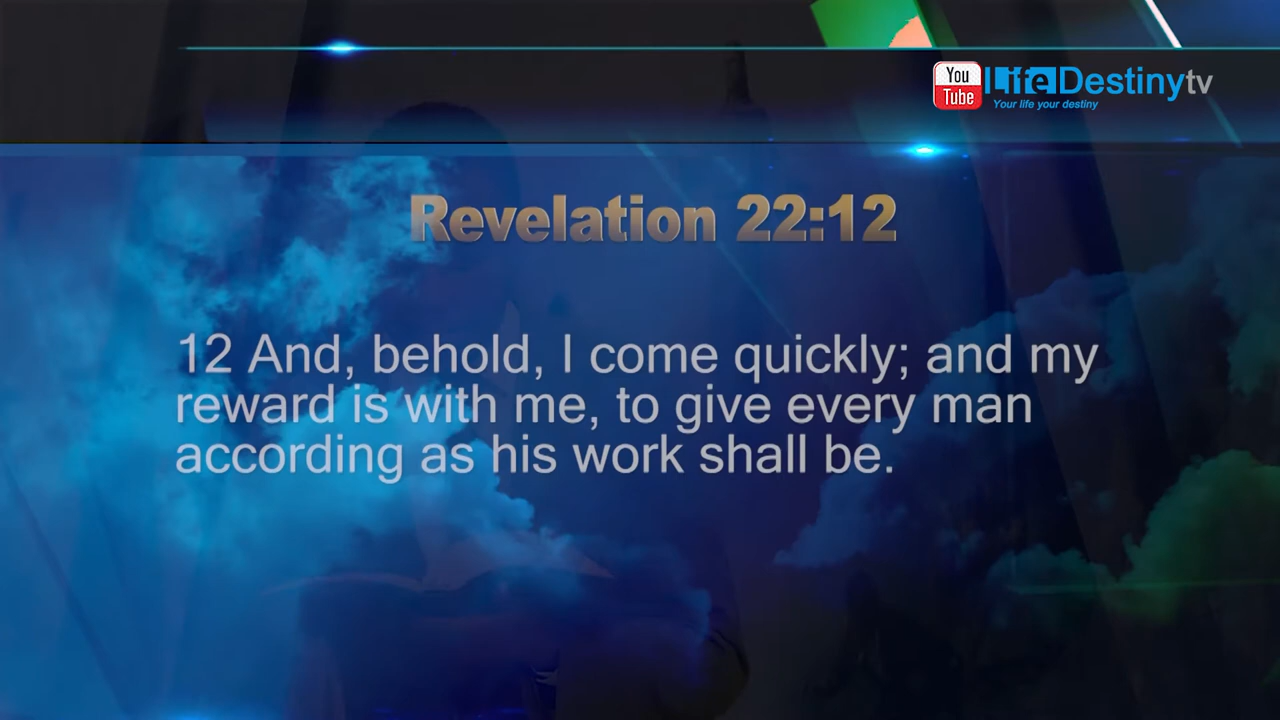 You
Tube
LifeDestinytv
Your life your destiny
Revelation 22:12
12 And, behold, I come quickly; and my
reward is with me, to give every man
according as his work shall be.